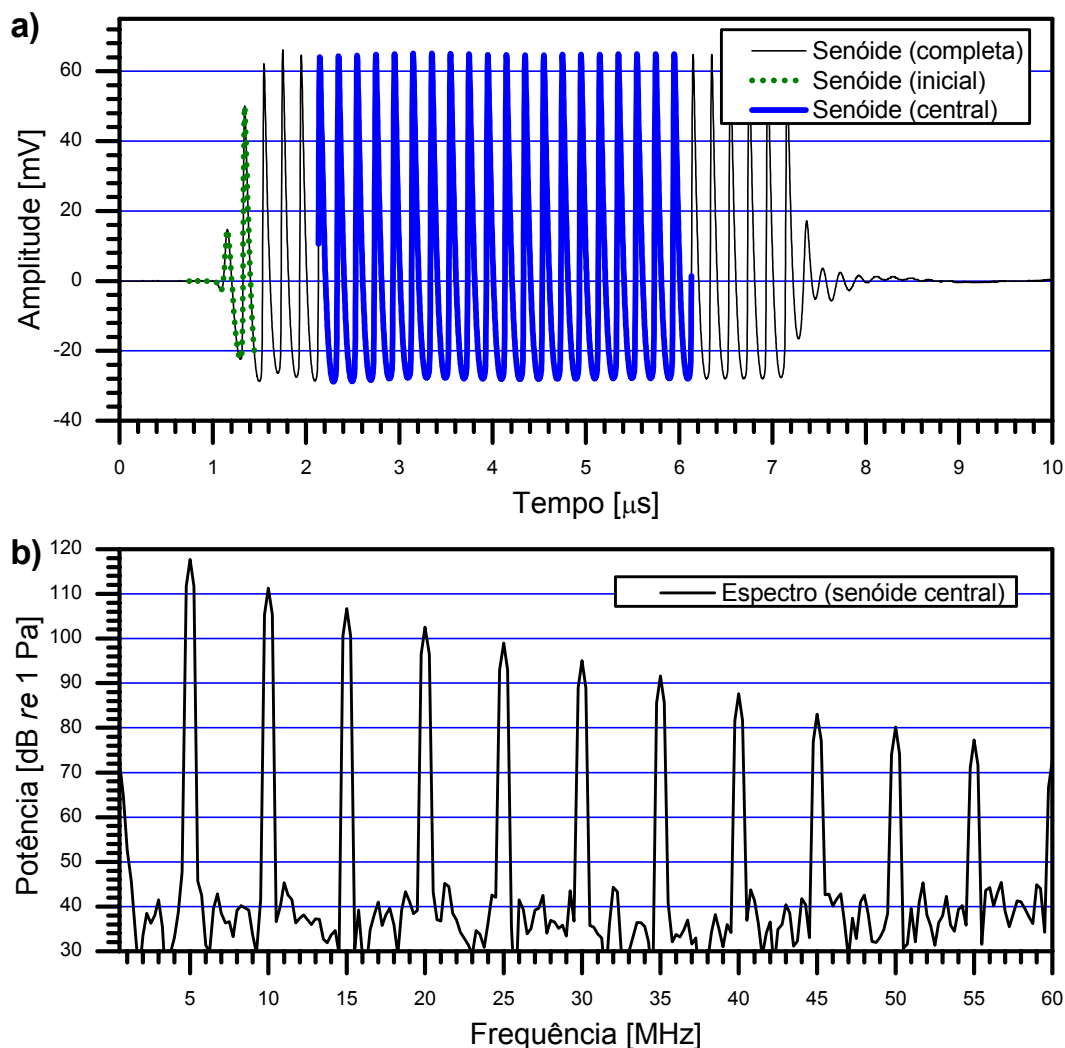 a)
Amplitude [mV]
60
40
20
0
-20
-40
Senóide (completa)
Senóide (inicial)
Senóide (central)
0 1 2 3 4 5 6 7 8 9 10
Tempo [μs]
b)
Potência [dB re 1 Pa]
120
110
100
90
80
70
60
50
40
30
Espectro (senóide central)
5 10 15 20 25 30 35 40 45 50 55 60
Frequência [MHz]